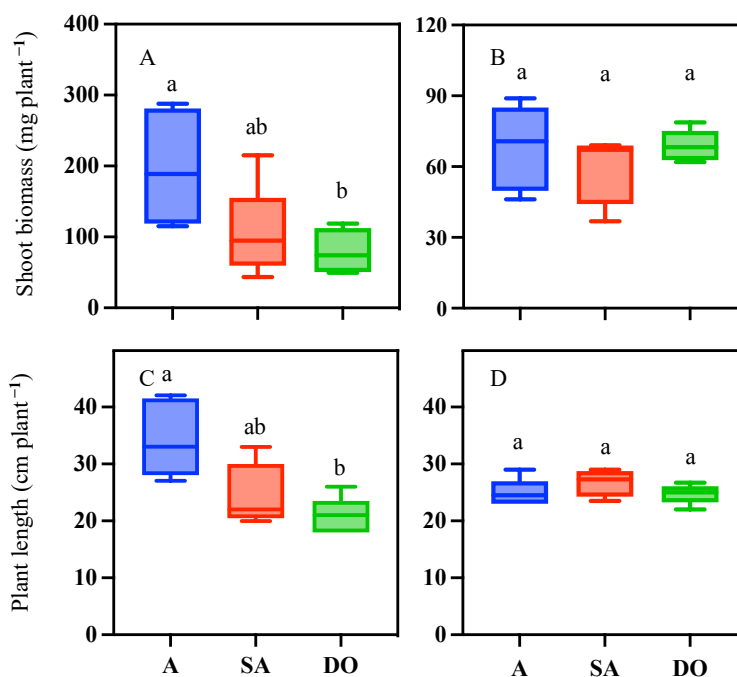 Shoot biomass (mg plant⁻¹)
400
300
200
100
0
A
a
ab
b
120
90
60
30
0
B
a
a
a
Plant length (cm plant⁻¹)
40
30
20
10
0
C
a
ab
b
A
SA
DO
40
30
20
10
0
D
a
a
a
A
SA
DO